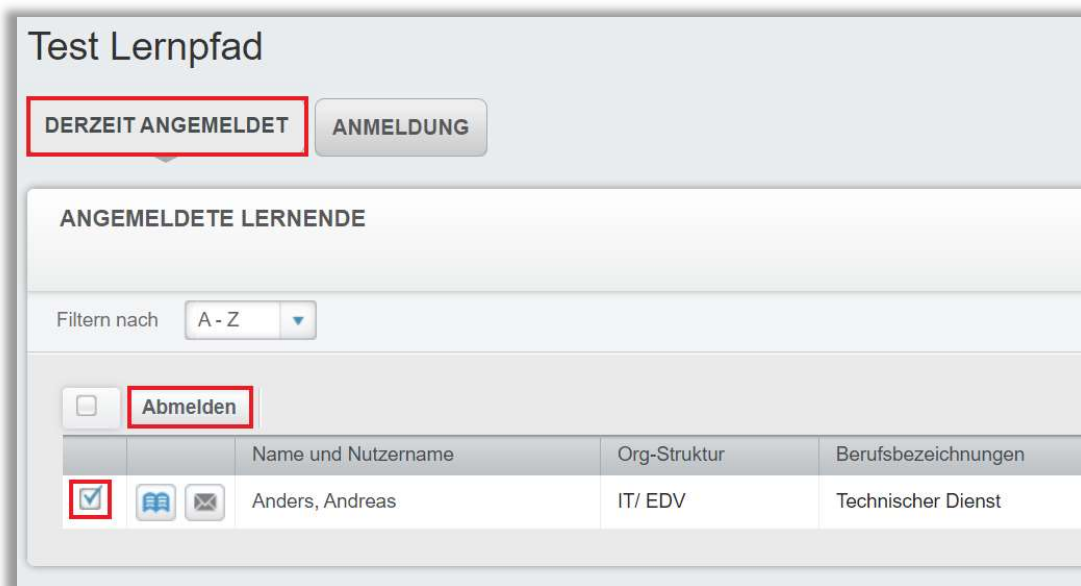 Test Lernpfad
DERZEIT ANGEMELDET ANMELDUNG
ANGEMELDETE LERNENDE
Filtern nach A - Z
Abmelden
Name und Nutzername Org-Struktur Berufsbezeichnungen
Anders, Andreas IT/ EDV Technischer Dienst